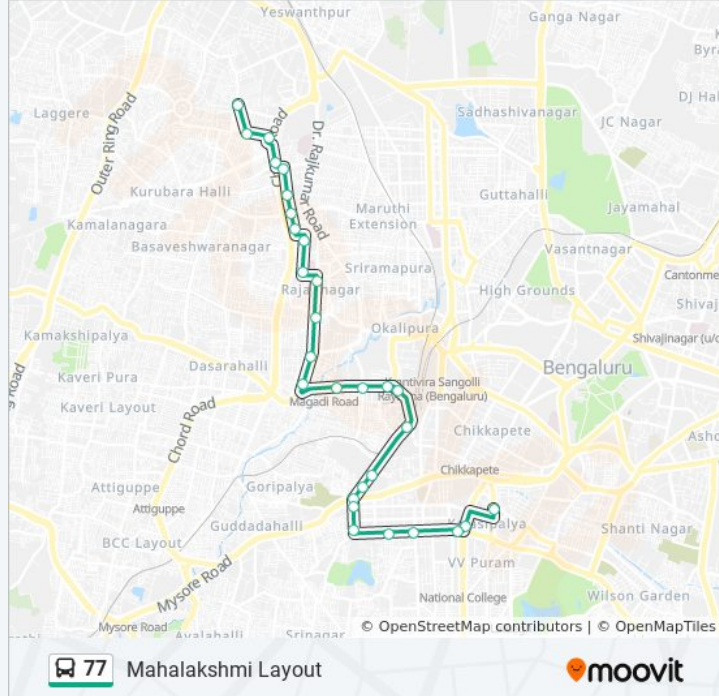 Yeswanthpur
Ganga Nagar
Laggere
Outer Ring Road
Dr. Rajkumar Road
Sadhashivanagar
JC Nagar
DJ Hal
Kurubara Halli
Guttahalli
Jayamahal
Kamalanagara
Maruthi
Extension
Basaveshwaranagar
Vasantnagar
Sriramapura
Cantonme
High Grounds
Shivaj
Okalipura
Kamakshipalya
Shivajinagar (u/c
Dasarahalli
Bengaluru
Kaveri Pura
Kaveri Layout
Magadi Road
Chord Road
Chikkapete
Chikkapete
Attiguppe
Goripalya
Attiguppe
Guddadahalli
Shanti Nagar
BCC Layout
VV Puram
Mysore Road
National College
Wilson Garden
Mysore Road
Avalahalli
Srinagar
© OpenStreetMap contributors | © OpenMapTiles
77 Mahalakshmi Layout
moovit